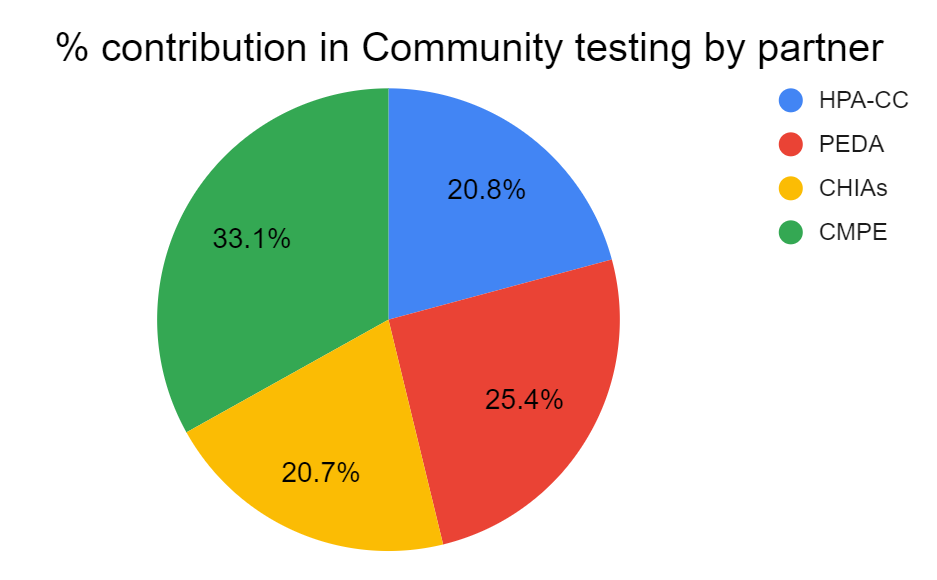 % contribution in Community testing by partner
HPA-CC
PEDA
CHIAs
CMPE
20.8%
33.1%
25.4%
20.7%